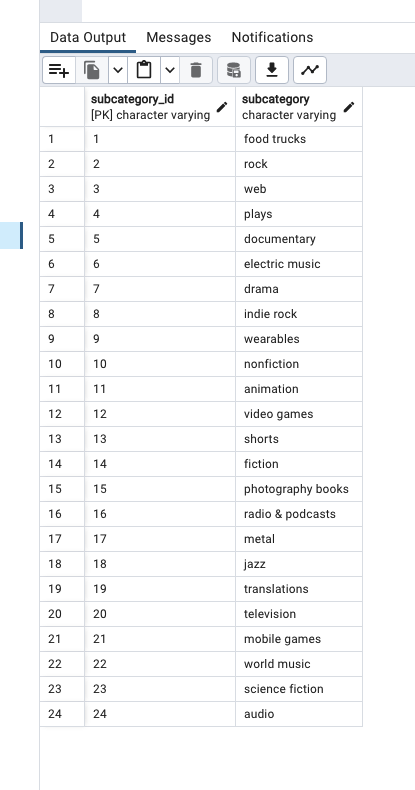 Data Output Messages Notifications
subcategory_id subcategory
[PK] character varying character varying
1 1 food trucks
2 2 rock
3 3 web
4 4 plays
5 5 documentary
6 6 electric music
7 7 drama
8 8 indie rock
9 9 wearables
10 10 nonfiction
11 11 animation
12 12 video games
13 13 shorts
14 14 fiction
15 15 photography books
16 16 radio & podcasts
17 17 metal
18 18 jazz
19 19 translations
20 20 television
21 21 mobile games
22 22 world music
23 23 science fiction
24 24 audio